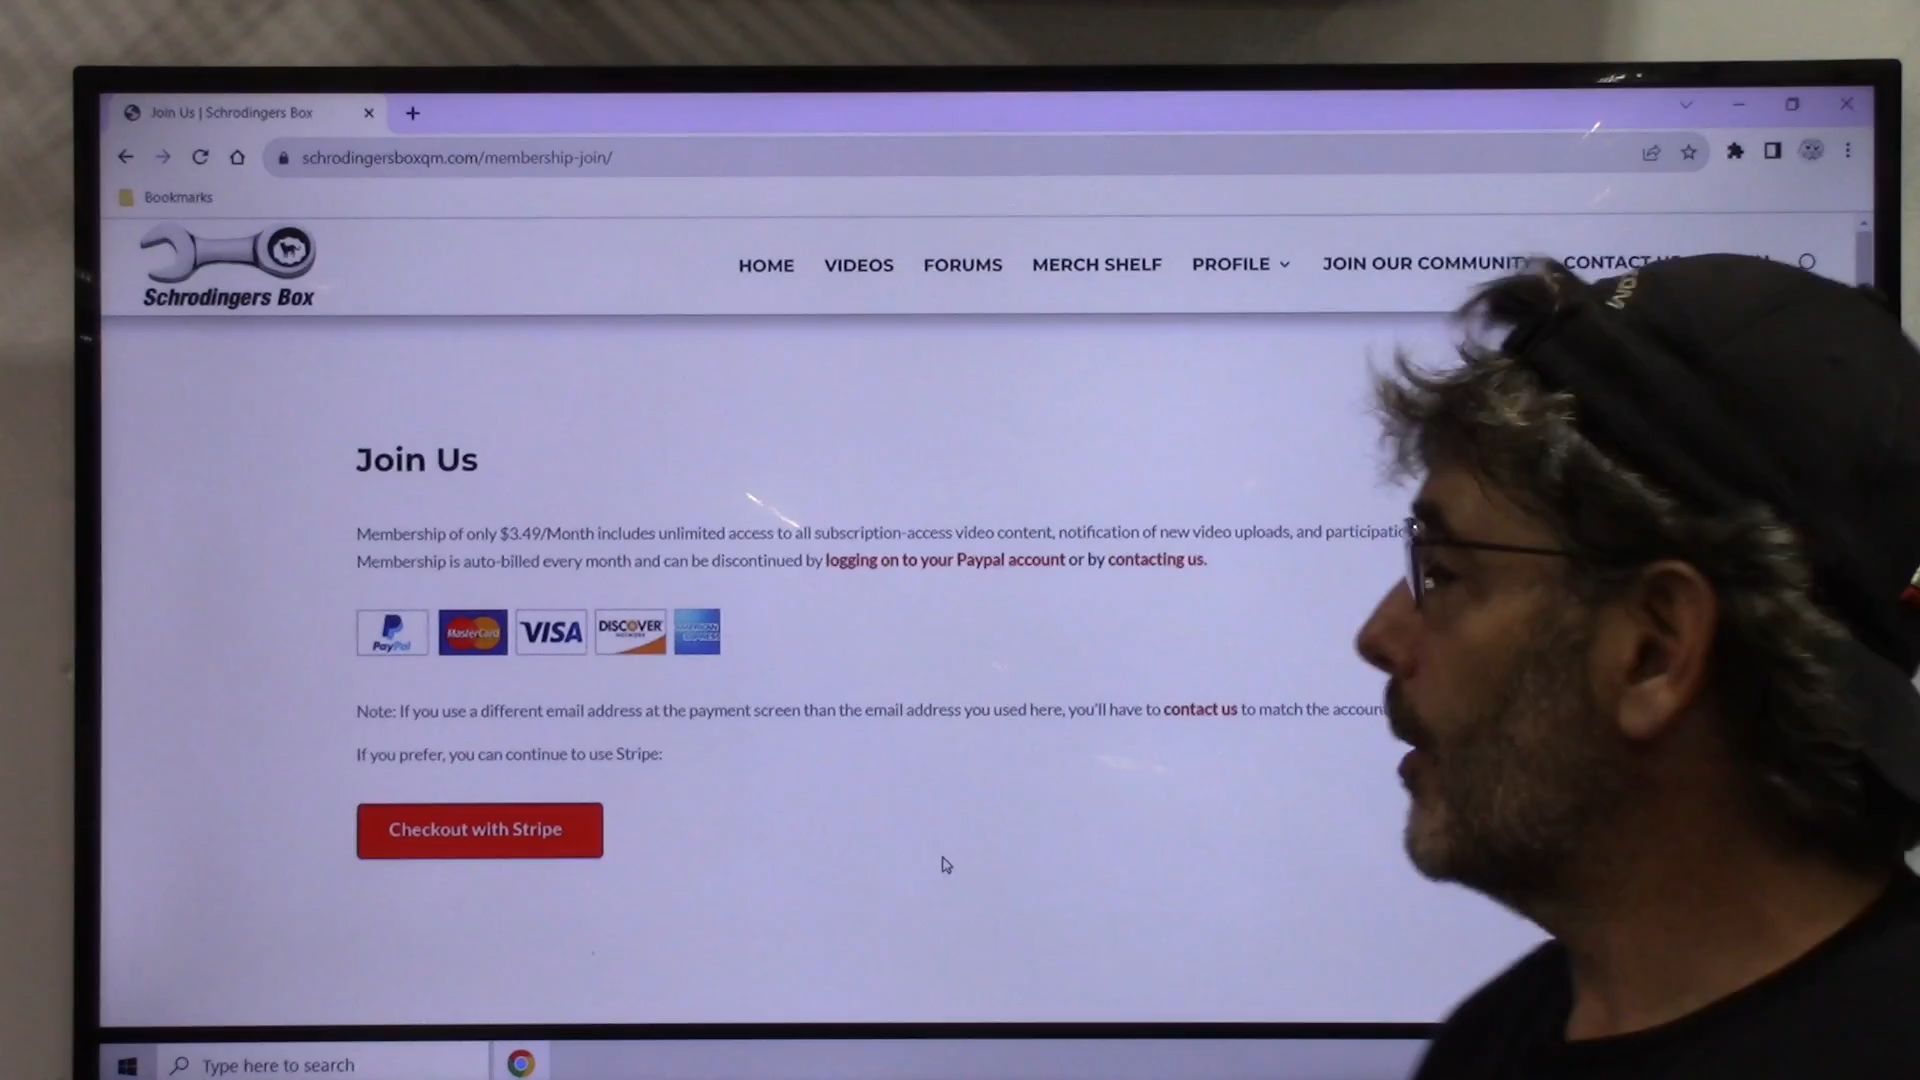 Join Us | Schrodingers Box
schrodingersboxqm.com/membership-join/
Bookmarks
Schrodingers Box
HOME VIDEOS FORUMS MERCH SHELF PROFILE JOIN OUR COMMUNITY CONTACT
Join Us
Membership of only $3.49/Month includes unlimited access to all subscription-access video content, notification of new video uploads, and
Membership is auto-billed every month and can be discontinued by logging on to your Paypal account or by contacting us.
PayPal MasterCard VISA DISCOVER AMERICAN EXPRESS
Note: If you use a different email address at the payment screen than the email address you used here, you'll have to contact us to match the
If you prefer, you can continue to use Stripe:
Checkout with Stripe
Type here to search